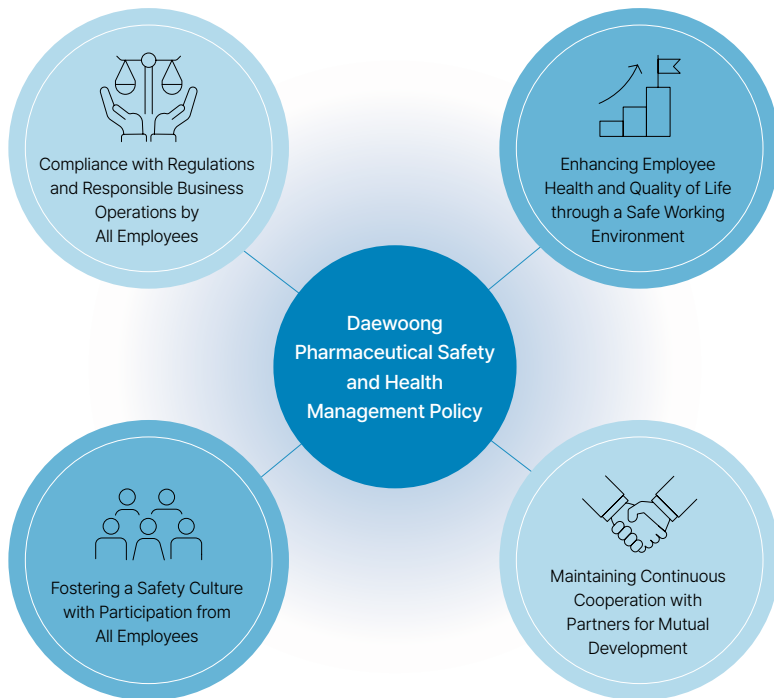 Compliance with Regulations
and Responsible Business
Operations by
All Employees
Enhancing Employee
Health and Quality of Life
through a Safe Working
Environment
Daewoong
Pharmaceutical Safety
and Health
Management Policy
Fostering a Safety Culture
with Participation from
All Employees
Maintaining Continuous
Cooperation with
Partners for Mutual
Development